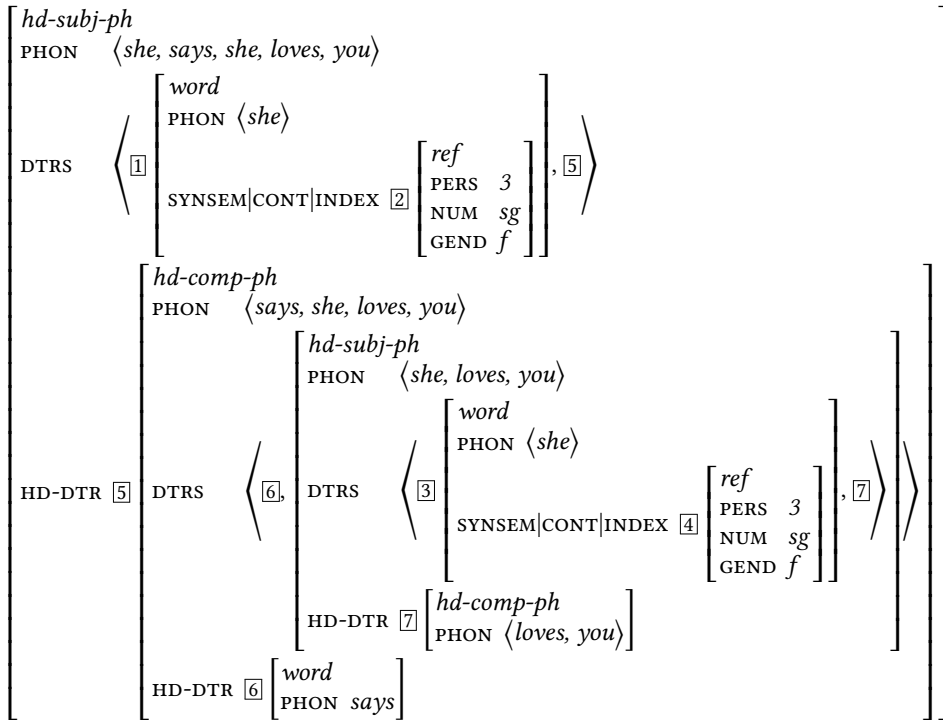 hd-subj-ph
PHON ⟨she, says, she, loves, you⟩
word
PHON ⟨she⟩
DTRS ⟨ 1 SYNSEM|CONT|INDEX 2 ref
PERS 3
NUM sg
GEND f , 5 ⟩
hd-comp-ph
PHON ⟨says, she, loves, you⟩
hd-subj-ph
PHON ⟨she, loves, you⟩
word
PHON ⟨she⟩
HD-DTR 5 DTRS ⟨ 6 , DTRS ⟨ 3 SYNSEM|CONT|INDEX 4 ref
PERS 3
NUM sg
GEND f , 7 ⟩ ⟩
HD-DTR 7 hd-comp-ph
PHON ⟨loves, you⟩
HD-DTR 6 word
PHON says